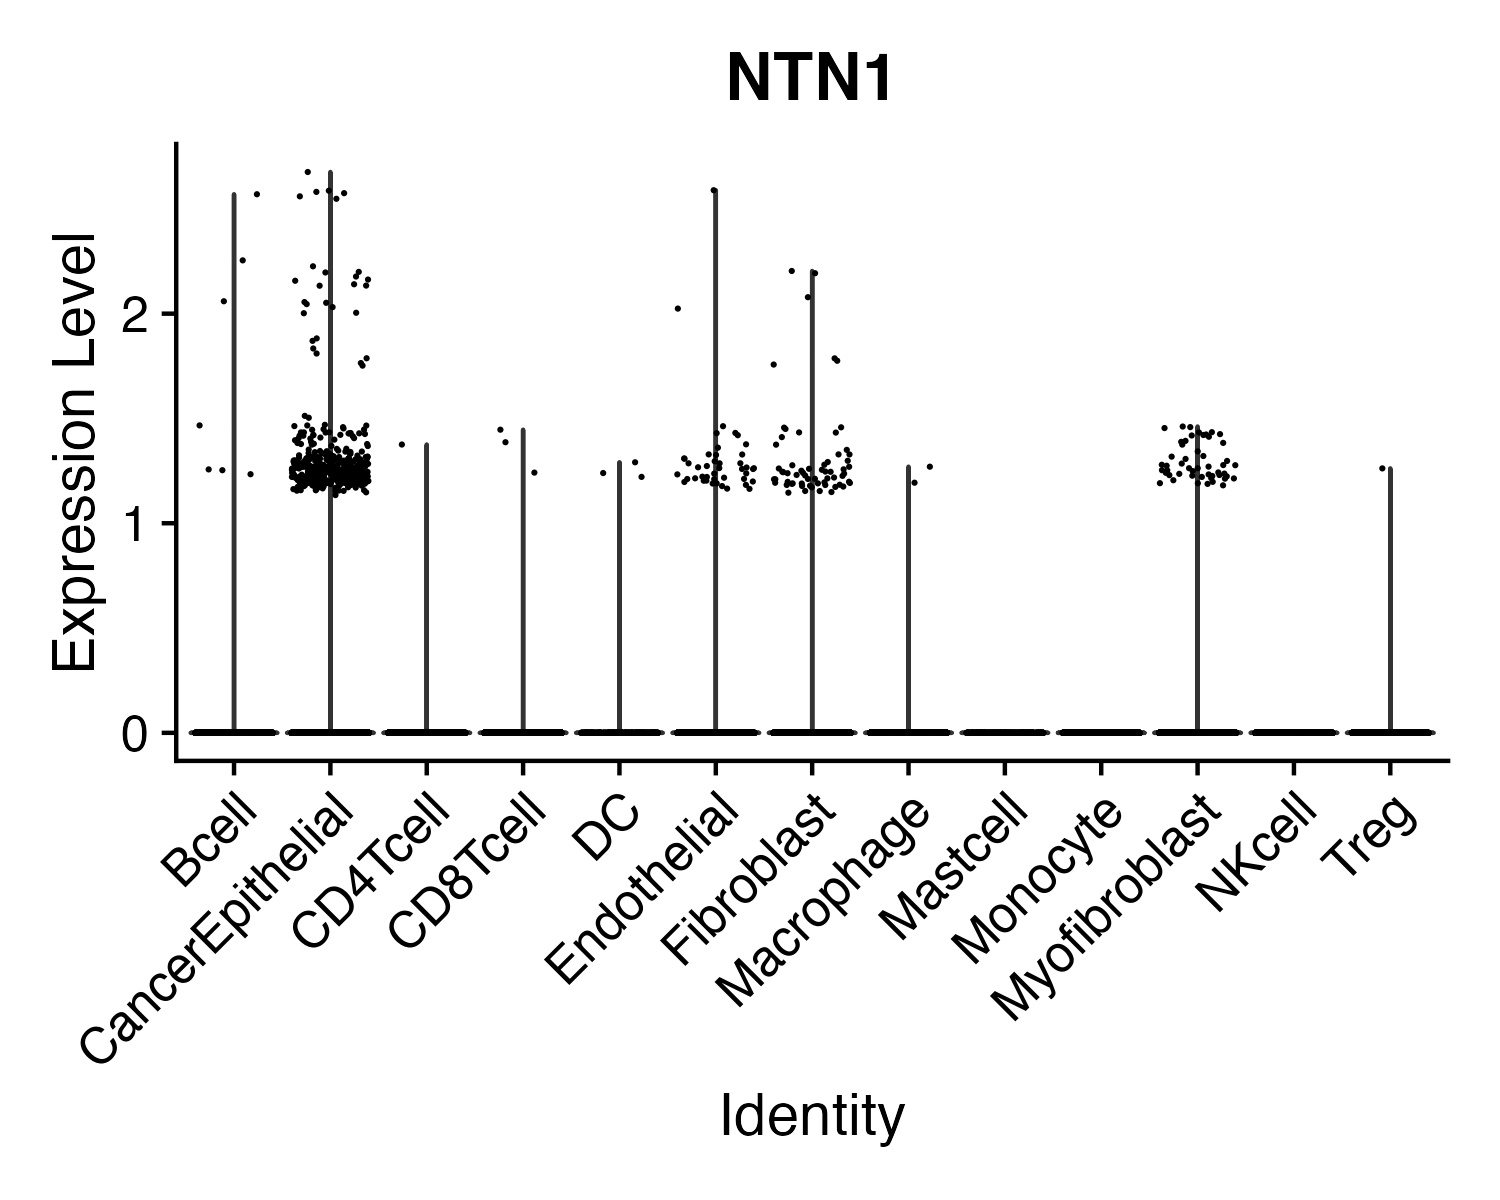 NTN1
Expression Level
2
1
0
Bcell
CancerEpithelial
CD4Tcell
CD8Tcell
DC
Endothelial
Fibroblast
Macrophage
Mastcell
Monocyte
Myofibroblast
NKcell
Treg
Identity